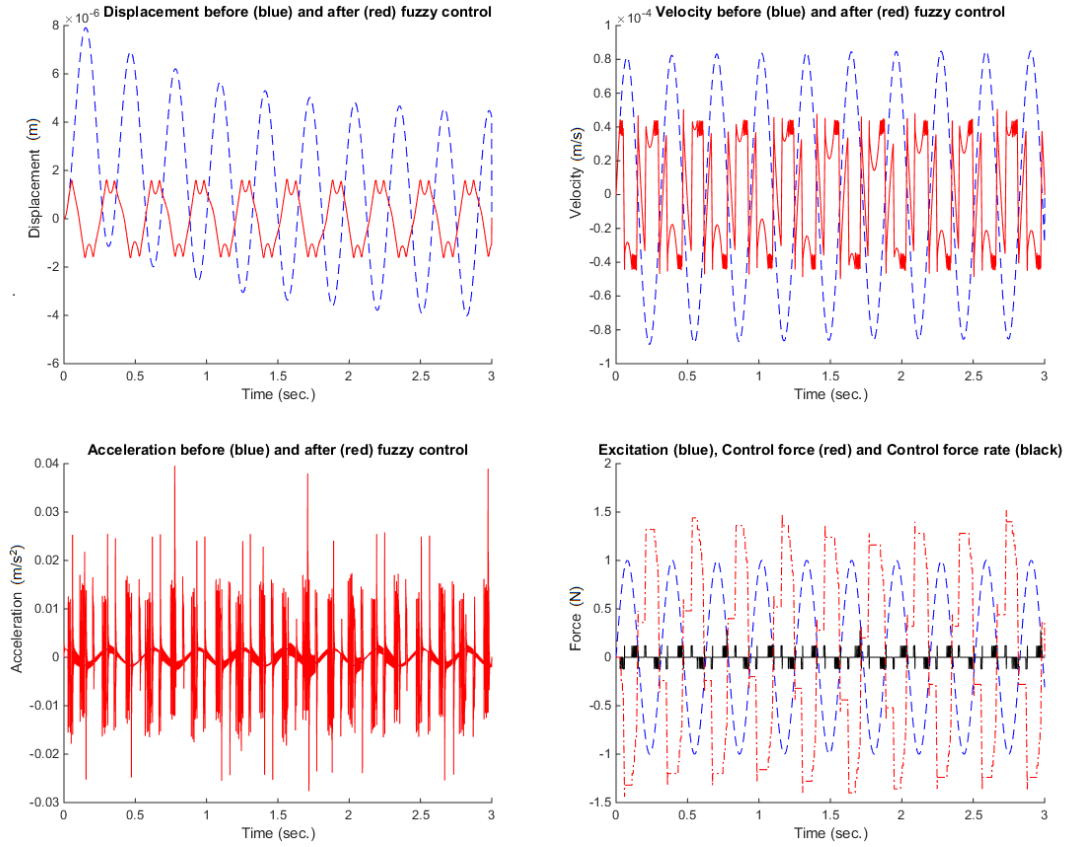 Displacement before (blue) and after (red) fuzzy control
×10⁻⁶
8
6
4
2
0
-2
-4
-6
Displacement (m)
0 0.5 1 1.5 2 2.5 3
Time (sec.)
Velocity before (blue) and after (red) fuzzy control
×10⁻⁴
1
0.8
0.6
0.4
0.2
0
-0.2
-0.4
-0.6
-0.8
-1
Velocity (m/s)
0 0.5 1 1.5 2 2.5 3
Time (sec.)
Acceleration before (blue) and after (red) fuzzy control
0.04
0.03
0.02
0.01
0
-0.01
-0.02
-0.03
Acceleration (m/s²)
0 0.5 1 1.5 2 2.5 3
Time (sec.)
Excitation (blue), Control force (red) and Control force rate (black)
2
1.5
1
0.5
0
-0.5
-1
-1.5
Force (N)
0 0.5 1 1.5 2 2.5 3
Time (sec.)